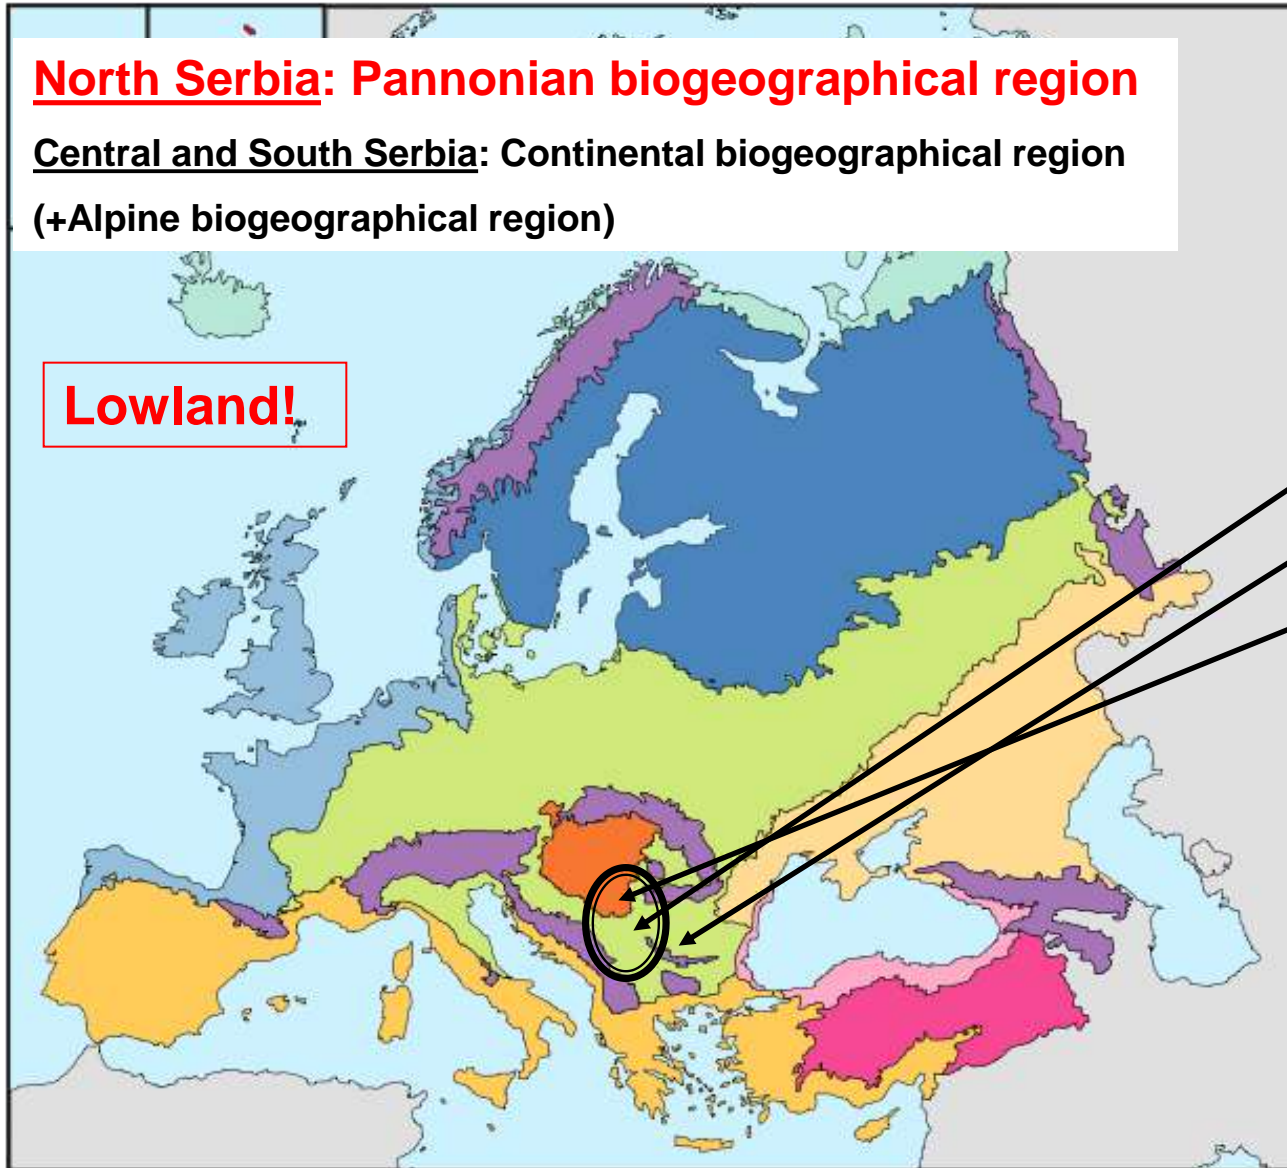 North Serbia: Pannonian biogeographical region
Central and South Serbia: Continental biogeographical region
(+Alpine biogeographical region)
Lowland!